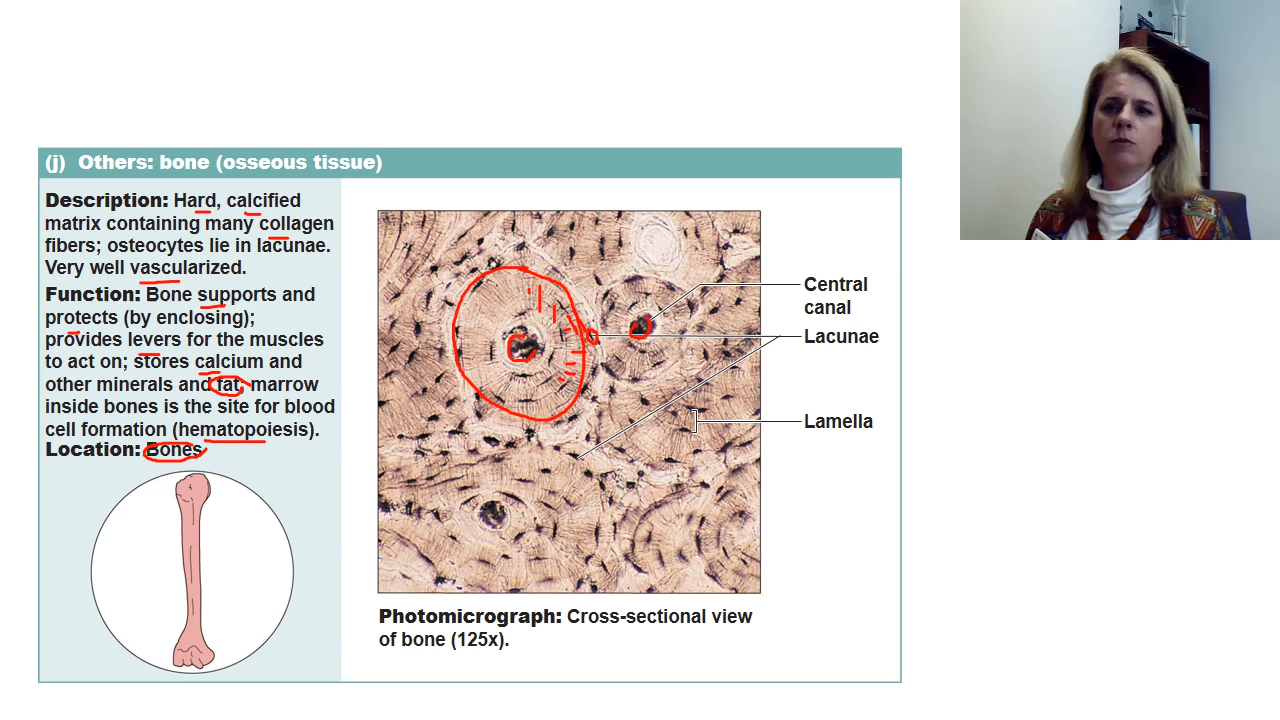 (j) Others: bone (osseous tissue)
Description: Hard, calcified
matrix containing many collagen
fibers; osteocytes lie in lacunae.
Very well vascularized.
Function: Bone supports and
protects (by enclosing);
provides levers for the muscles
to act on; stores calcium and
other minerals and fat; marrow
inside bones is the site for blood
cell formation (hematopoiesis).
Location: Bones
Central
canal
Lacunae
Lamella
Photomicrograph: Cross-sectional view
of bone (125x).